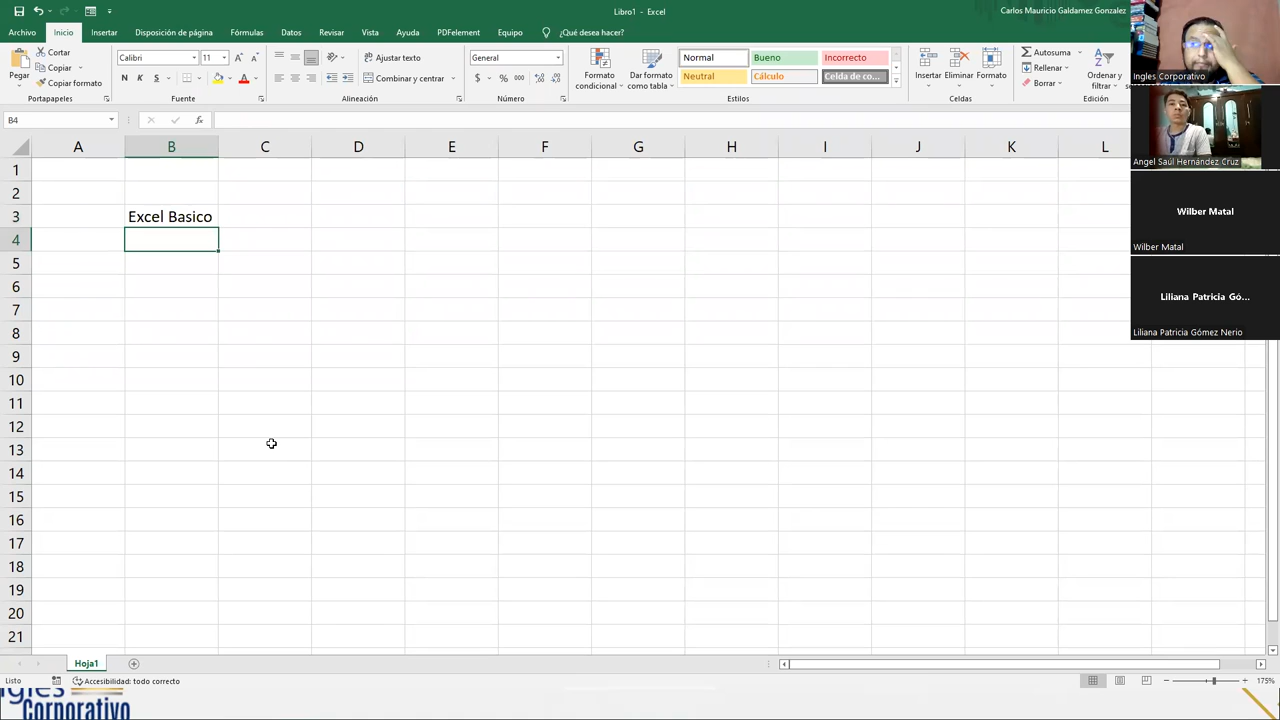 Libro1 - Excel
Carlos Mauricio Galdamez Gonzalez
Archivo Inicio Insertar Disposición de página Fórmulas Datos Revisar Vista Ayuda PDFelement Equipo ¿Qué desea hacer?
Pegar
Cortar
Copiar
Copiar formato
Portapapeles
Calibri 11
N K S
Fuente
Ajustar texto
Combinar y centrar
Alineación
General
$ % 000
Número
Formato condicional
Dar formato como tabla
Normal Bueno Incorrecto
Neutral Cálculo Celda de co...
Estilos
Insertar Eliminar Formato
Celdas
Autosuma
Rellenar
Borrar
Ordenar y filtrar
Edición
B4
fx
A B C D E F G H I J K L
1
2
3 Excel Basico
4
5
6
7
8
9
10
11
12
13
14
15
16
17
18
19
20
21
Ingles Corporativo
Angel Saúl Hernández Cruz
Wilber Matal
Wilber Matal
Liliana Patricia Gó...
Liliana Patricia Gómez Nerio
Hoja1
Listo
Accesibilidad: todo correcto
175%
Corporativo